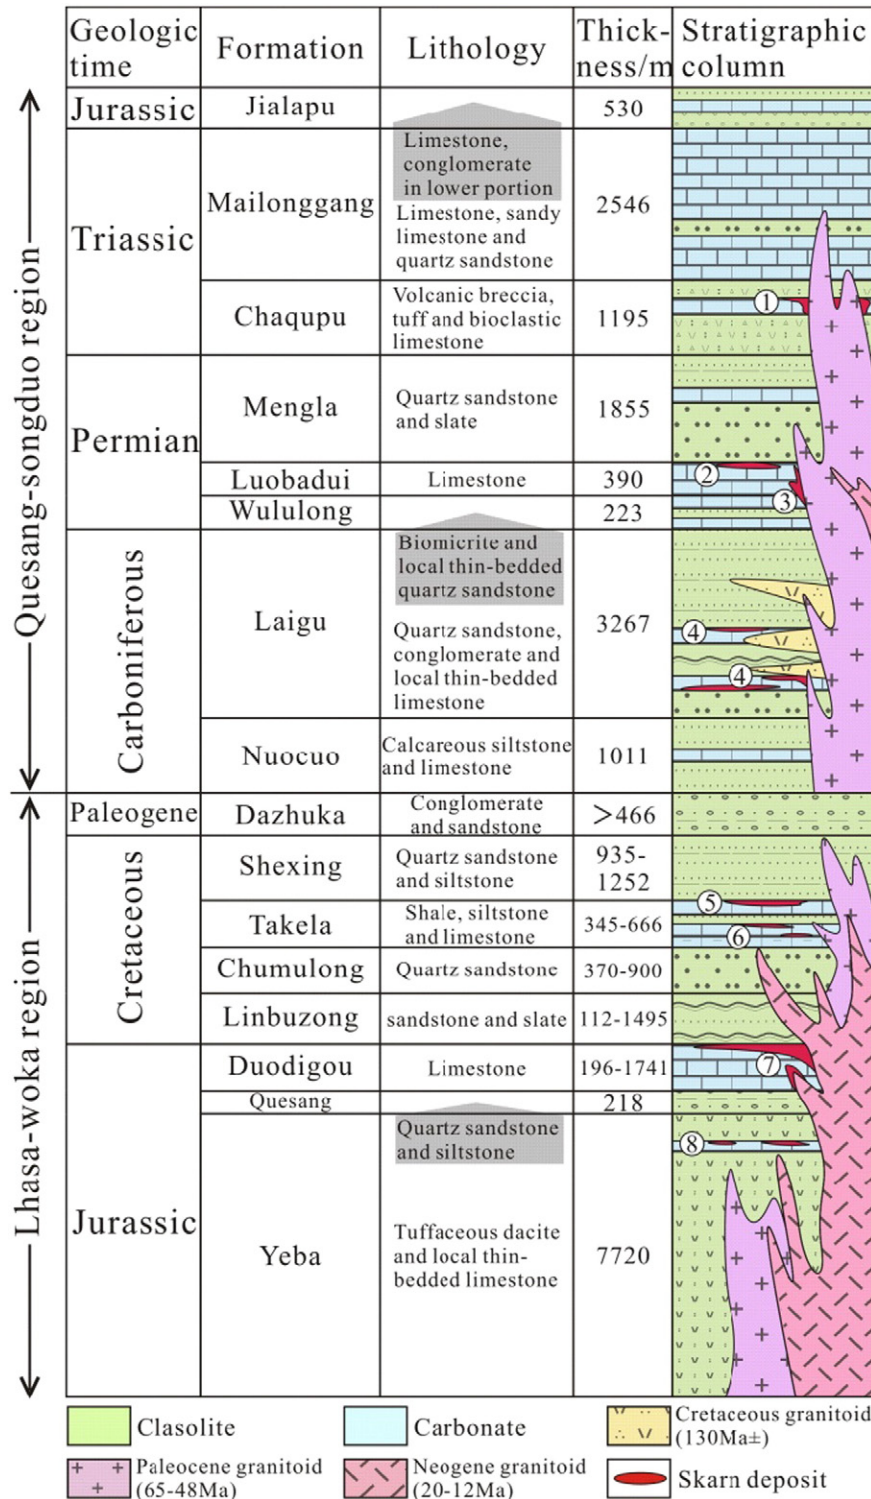 Geologic time
Formation
Lithology
Thick-
ness/m
Stratigraphic
column
Quesang-songduo region
Jurassic
Jialapu
530
Limestone,
conglomerate
in lower portion
Triassic
Mailonggang
Limestone, sandy
limestone and
quartz sandstone
2546
Chaqupu
Volcanic breccia,
tuff and bioclastic
limestone
1195
①
Permian
Mengla
Quartz sandstone
and slate
1855
Luobadui
Limestone
390
②
Wululong
223
③
Biomicrite and
local thin-bedded
quartz sandstone
Carboniferous
Laigu
Quartz sandstone,
conglomerate and
local thin-bedded
limestone
3267
④
④
Nuocuo
Calcareous siltstone
and limestone
1011
Lhasa-woka region
Paleogene
Dazhuka
Conglomerate
and sandstone
>466
Cretaceous
Shexing
Quartz sandstone
and siltstone
935-
1252
⑤
Takela
Shale, siltstone
and limestone
345-666
⑥
Chumulong
Quartz sandstone
370-900
Linbuzong
sandstone and slate
112-1495
Jurassic
Duodigou
Limestone
196-1741
⑦
Quesang
218
Quartz sandstone
and siltstone
⑧
Yeba
Tuffaceous dacite
and local thin-
bedded limestone
7720
Clasolite
Carbonate
Cretaceous granitoid
(130Ma±)
Paleocene granitoid
(65-48Ma)
Neogene granitoid
(20-12Ma)
Skarn deposit